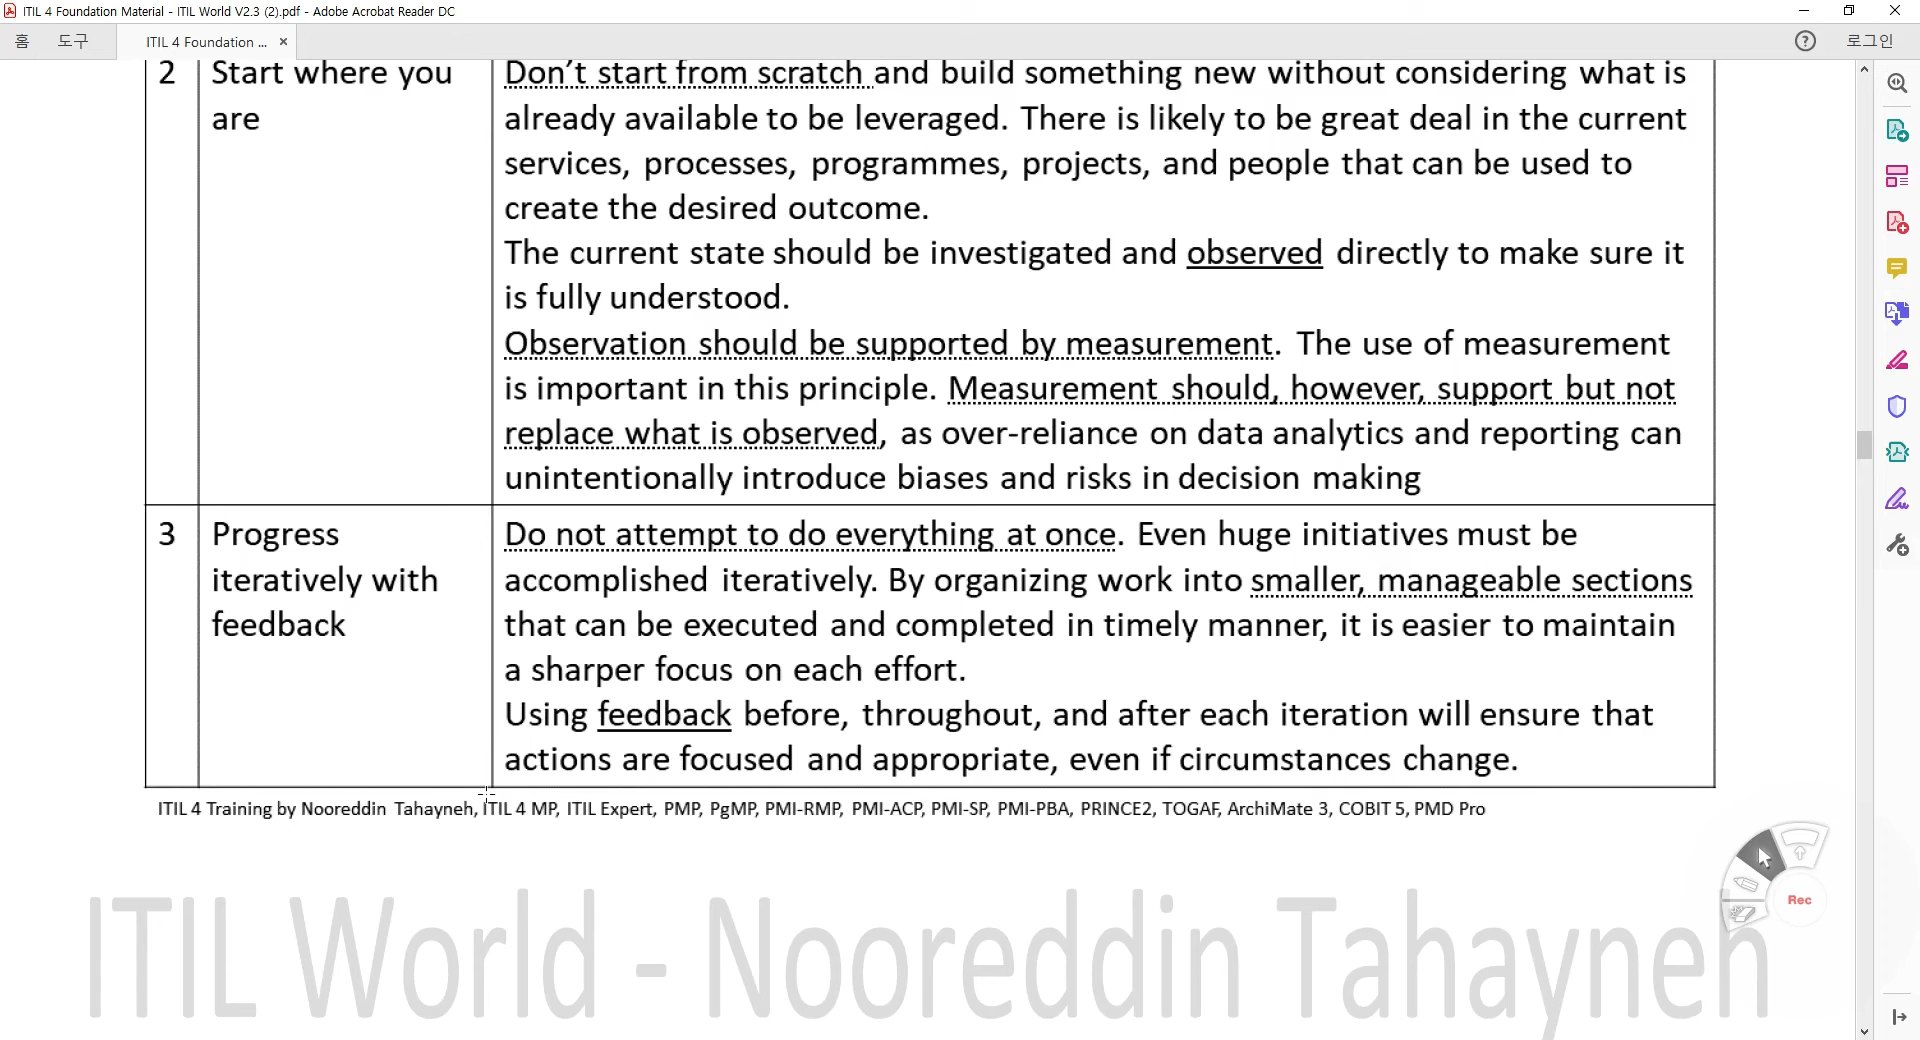 ITIL 4 Foundation Material - ITIL World V2.3 (2).pdf - Adobe Acrobat Reader DC
홈 도구 ITIL 4 Foundation ... × ? 로그인
2 Start where you are
Don't start from scratch and build something new without considering what is
already available to be leveraged. There is likely to be great deal in the current
services, processes, programmes, projects, and people that can be used to
create the desired outcome.
The current state should be investigated and observed directly to make sure it
is fully understood.
Observation should be supported by measurement. The use of measurement
is important in this principle. Measurement should, however, support but not
replace what is observed, as over-reliance on data analytics and reporting can
unintentionally introduce biases and risks in decision making
3 Progress
iteratively with
feedback
Do not attempt to do everything at once. Even huge initiatives must be
accomplished iteratively. By organizing work into smaller, manageable sections
that can be executed and completed in timely manner, it is easier to maintain
a sharper focus on each effort.
Using feedback before, throughout, and after each iteration will ensure that
actions are focused and appropriate, even if circumstances change.
ITIL 4 Training by Nooreddin Tahayneh, ITIL 4 MP, ITIL Expert, PMP, PgMP, PMI-RMP, PMI-ACP, PMI-SP, PMI-PBA, PRINCE2, TOGAF, ArchiMate 3, COBIT 5, PMD Pro
Rec
ITIL World - Nooreddin Tahayneh